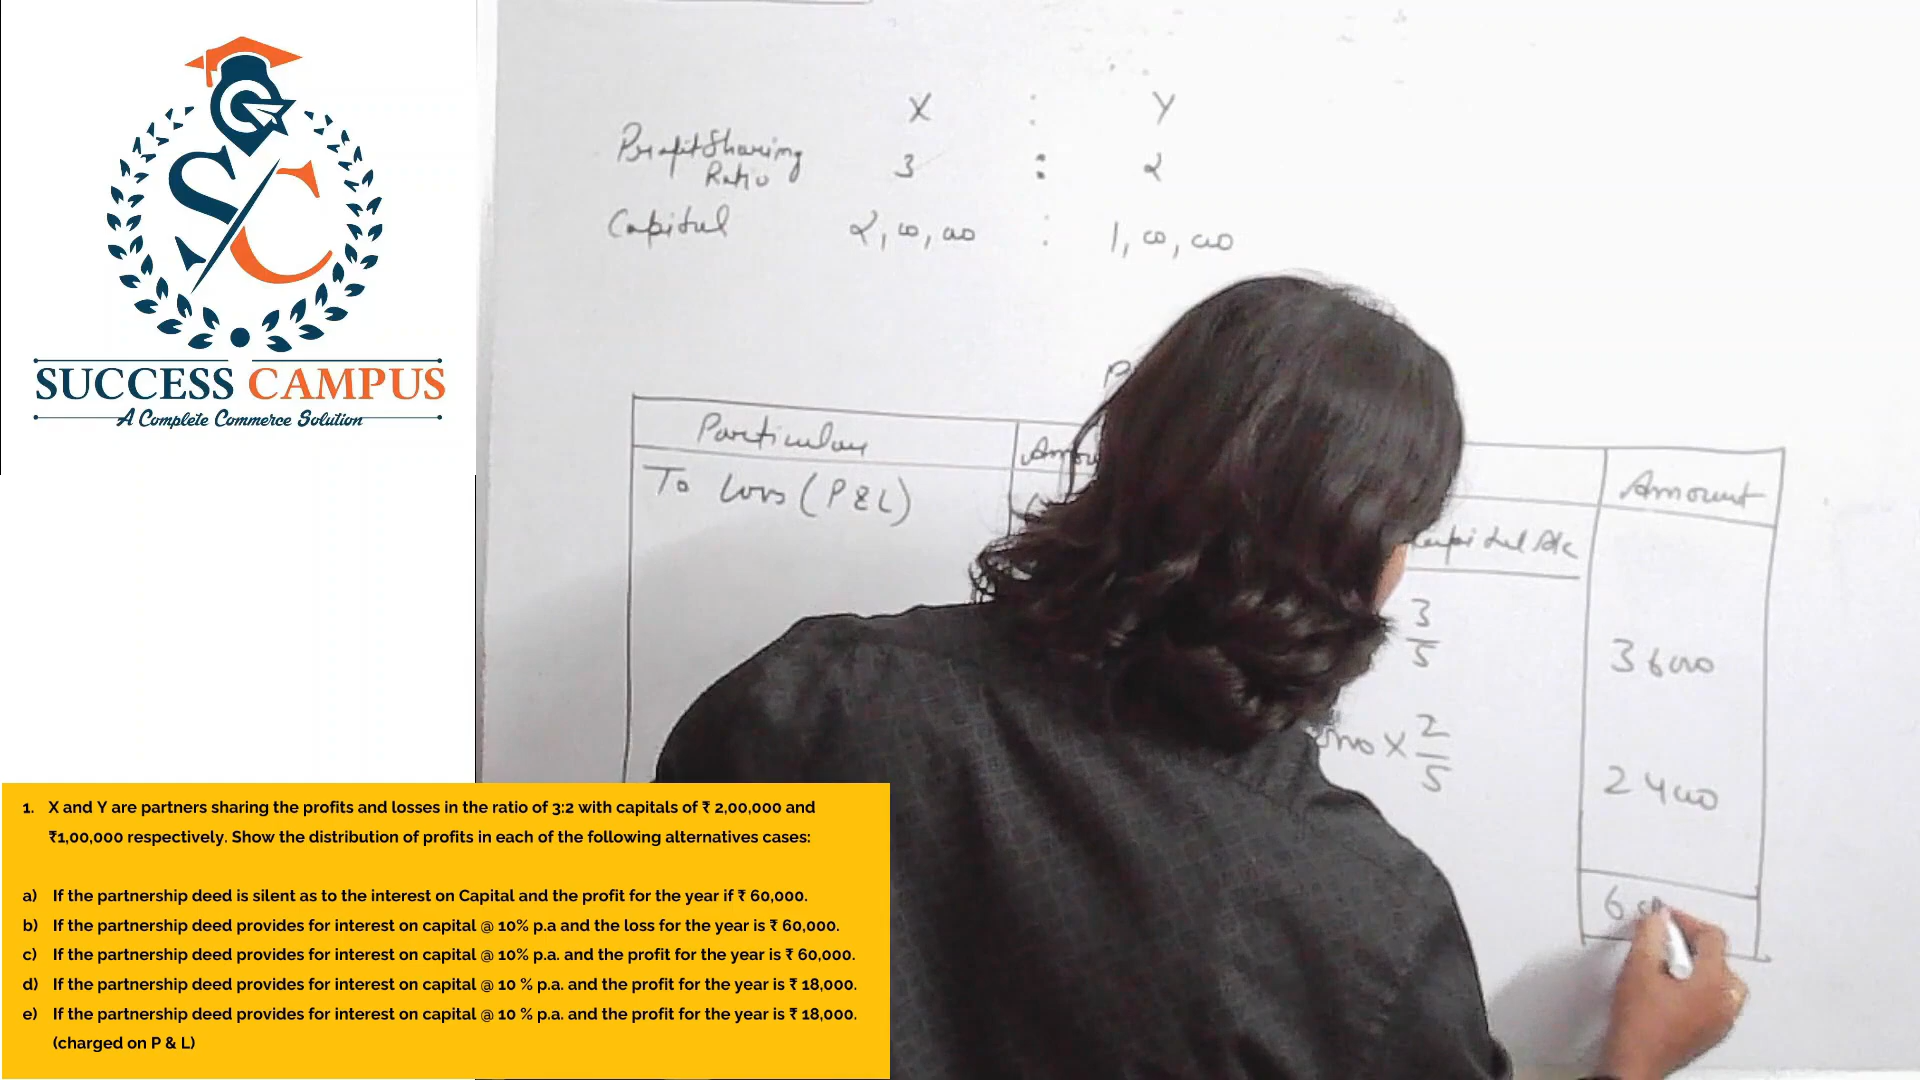 SUCCESS CAMPUS
A Complete Commerce Solution
X : Y
Profit Sharing
Ratio 3 : 2
Capital 2,00,000 : 1,00,000
Particular Amou Amount
To Loss (P&L)
Capital A/c
3
5
3600
X 2
5
2400
1. X and Y are partners sharing the profits and losses in the ratio of 3:2 with capitals of ₹ 2,00,000 and
₹1,00,000 respectively. Show the distribution of profits in each of the following alternatives cases:
a) If the partnership deed is silent as to the interest on Capital and the profit for the year if ₹ 60,000.
b) If the partnership deed provides for interest on capital @ 10% p.a and the loss for the year is ₹ 60,000.
c) If the partnership deed provides for interest on capital @ 10% p.a. and the profit for the year is ₹ 60,000.
d) If the partnership deed provides for interest on capital @ 10 % p.a. and the profit for the year is ₹ 18,000.
e) If the partnership deed provides for interest on capital @ 10 % p.a. and the profit for the year is ₹ 18,000.
(charged on P & L)